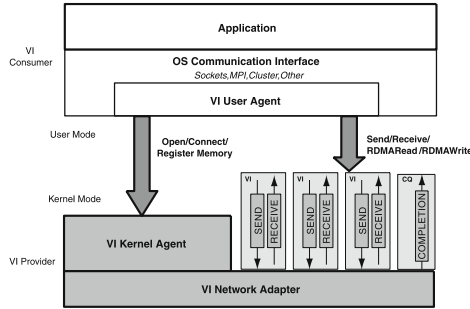 Application
VI
Consumer
OS Communication Interface
Sockets,MPI,Cluster,Other
VI User Agent
User Mode
Open/Connect/
Register Memory
Send/Receive/
RDMARead/RDMAWrite
Kernel Mode
VI
SEND
RECEIVE
VI
SEND
RECEIVE
VI
SEND
RECEIVE
CQ
COMPLETION
VI Kernel Agent
VI Provider
VI Network Adapter